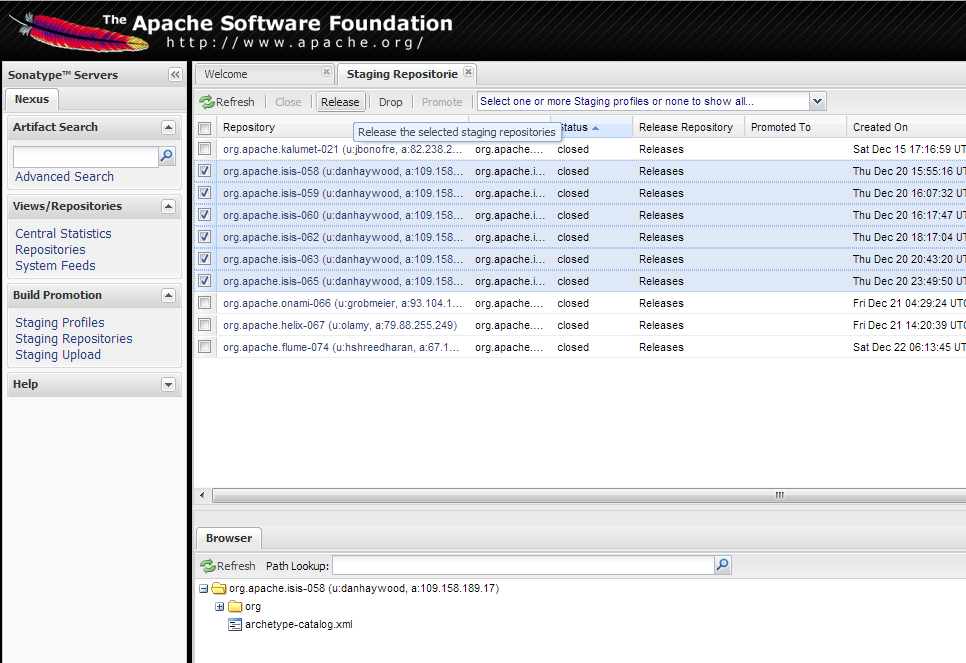 The Apache Software Foundation
http://www.apache.org/
Sonatype™ Servers
Nexus
Artifact Search
Advanced Search
Views/Repositories
Central Statistics
Repositories
System Feeds
Build Promotion
Staging Profiles
Staging Repositories
Staging Upload
Help
Welcome Staging Repositorie
Refresh Close Release Drop Promote Select one or more Staging profiles or none to show all...
Repository Status Release Repository Promoted To Created On
Release the selected staging repositories
org.apache.kalumet-021 (u:jbonofre, a:82.238.2... org.apache.... closed Releases Sat Dec 15 17:16:59 UT
org.apache.isis-058 (u:danhaywood, a:109.158... org.apache.i... closed Releases Thu Dec 20 15:55:16 UT
org.apache.isis-059 (u:danhaywood, a:109.158... org.apache.i... closed Releases Thu Dec 20 16:07:32 UT
org.apache.isis-060 (u:danhaywood, a:109.158... org.apache.i... closed Releases Thu Dec 20 16:17:47 UT
org.apache.isis-062 (u:danhaywood, a:109.158... org.apache.i... closed Releases Thu Dec 20 18:17:04 UT
org.apache.isis-063 (u:danhaywood, a:109.158... org.apache.i... closed Releases Thu Dec 20 20:43:20 UT
org.apache.isis-065 (u:danhaywood, a:109.158... org.apache.i... closed Releases Thu Dec 20 23:49:50 UT
org.apache.onami-066 (u:grobmeier, a:93.104.1... org.apache.... closed Releases Fri Dec 21 04:29:24 UTC
org.apache.helix-067 (u:olamy, a:79.88.255.249) org.apache.... closed Releases Fri Dec 21 14:20:39 UTC
org.apache.flume-074 (u:hshreedharan, a:67.1... org.apache.... closed Releases Sat Dec 22 06:13:45 UT
Browser
Refresh Path Lookup:
org.apache.isis-058 (u:danhaywood, a:109.158.189.17)
org
archetype-catalog.xml